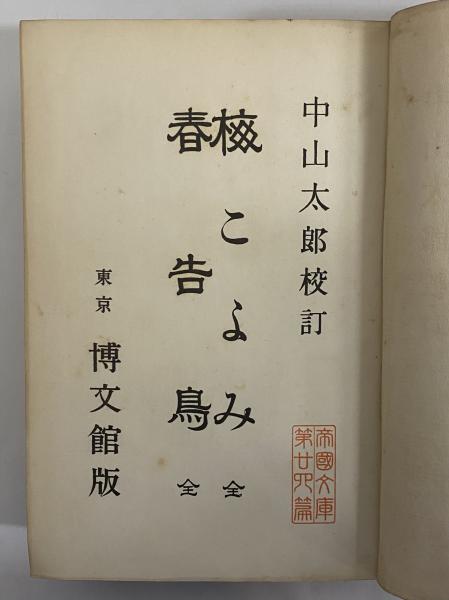 中山太郎校訂
梅こよみ 全
春告鳥 全
東京 博文館版
帝國文庫
第廿四篇